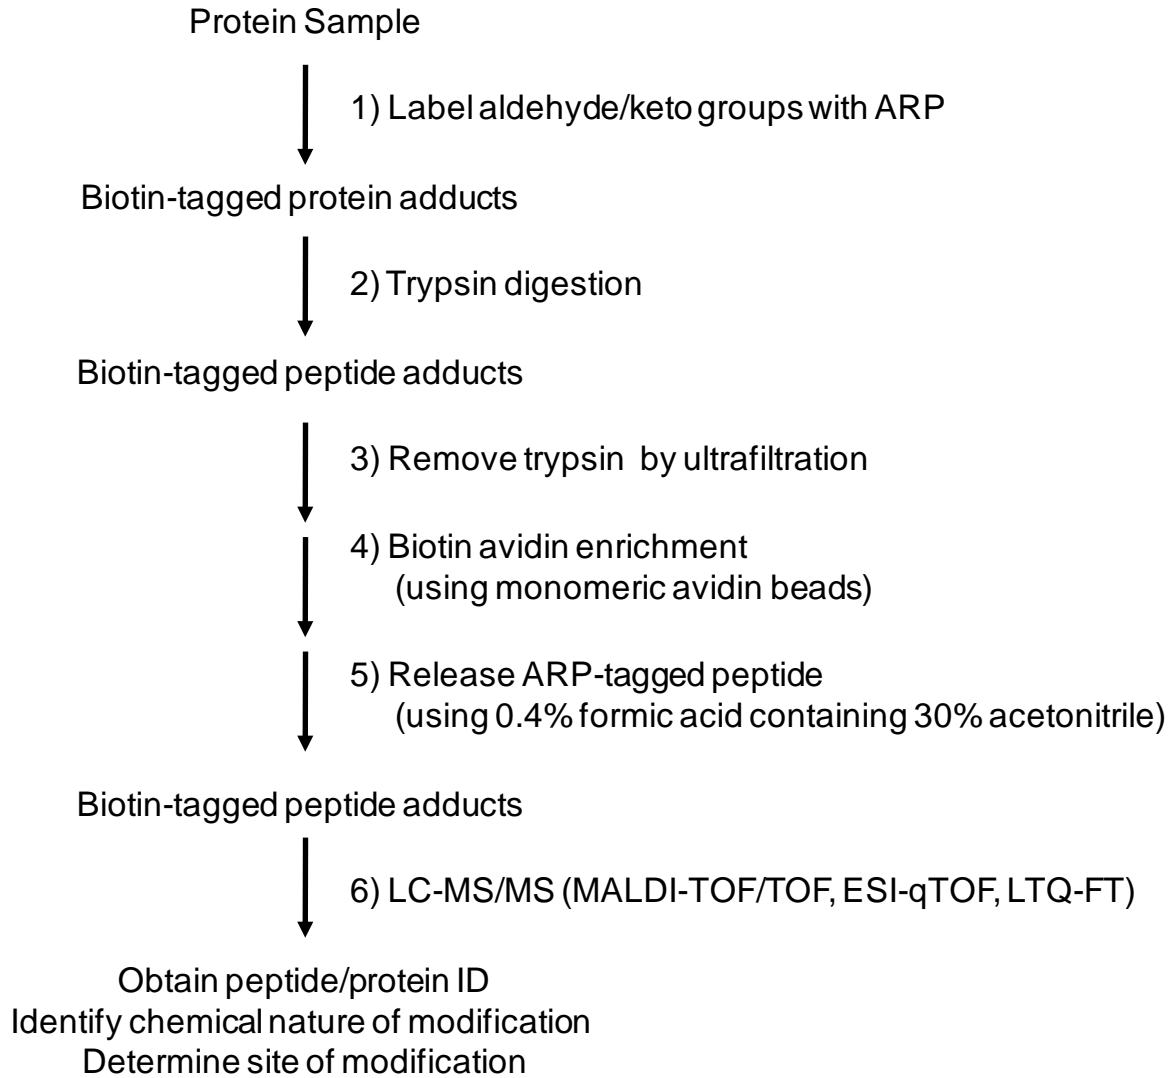 Protein Sample
1) Label aldehyde/keto groups with ARP
Biotin-tagged protein adducts
2) Trypsin digestion
Biotin-tagged peptide adducts
3) Remove trypsin by ultrafiltration
4) Biotin avidin enrichment
(using monomeric avidin beads)
5) Release ARP-tagged peptide
(using 0.4% formic acid containing 30% acetonitrile)
Biotin-tagged peptide adducts
6) LC-MS/MS (MALDI-TOF/TOF, ESI-qTOF, LTQ-FT)
Obtain peptide/protein ID
Identify chemical nature of modification
Determine site of modification